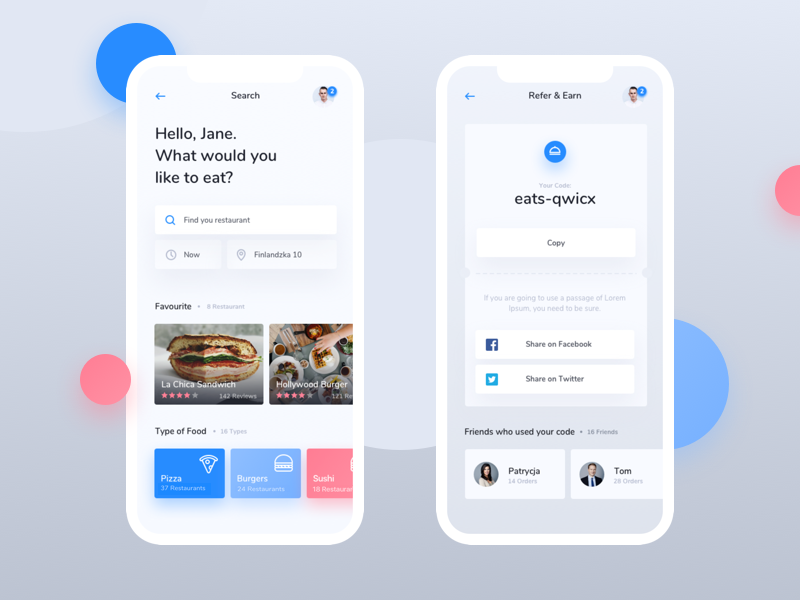 Search
2
Hello, Jane.
What would you
like to eat?
Find you restaurant
Now
Finlandzka 10
Favourite • 8 Restaurant
La Chica Sandwich
142 Reviews
Hollywood Burger
121 Re
Type of Food • 16 Types
Pizza
37 Restaurants
Burgers
24 Restaurants
Sushi
18 Restauran
Refer & Earn
2
Your Code:
eats-qwicx
Copy
If you are going to use a passage of Lorem
Ipsum, you need to be sure.
Share on Facebook
Share on Twitter
Friends who used your code • 16 Friends
Patrycja
14 Orders
Tom
28 Orders